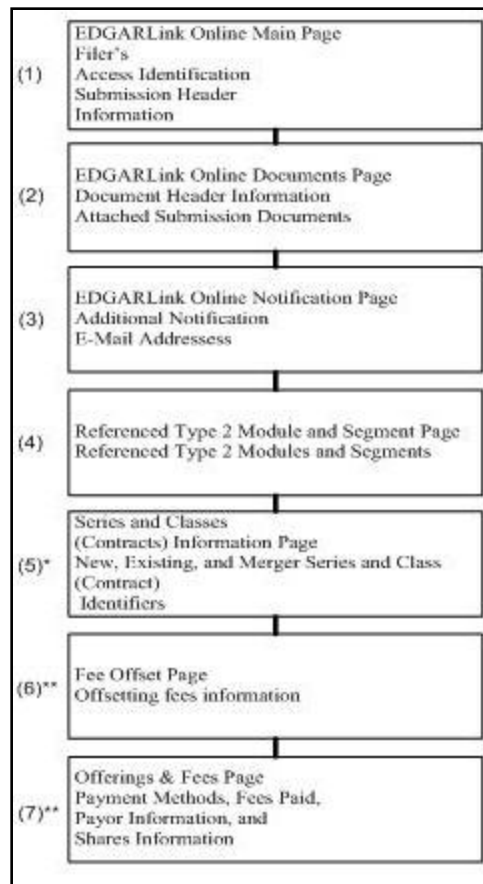 (1)
EDGARLink Online Main Page
Filer's
Access Identification
Submission Header
Information
(2)
EDGARLink Online Documents Page
Document Header Information
Attached Submission Documents
(3)
EDGARLink Online Notification Page
Additional Notification
E-Mail Addressess
(4)
Referenced Type 2 Module and Segment Page
Referenced Type 2 Modules and Segments
(5)*
Series and Classes
(Contracts) Information Page
New, Existing, and Merger Series and Class
(Contract)
Identifiers
(6)**
Fee Offset Page
Offsetting fees information
(7)**
Offerings & Fees Page
Payment Methods, Fees Paid,
Payor Information, and
Shares Information